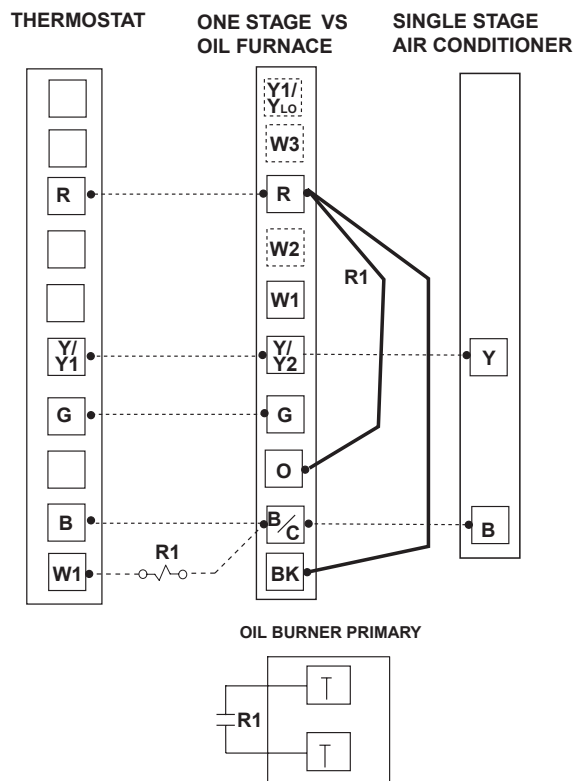 THERMOSTAT
ONE STAGE VS
OIL FURNACE
SINGLE STAGE
AIR CONDITIONER
Y1/
YLO
W3
R
R
W2
R1
W1
Y/
Y1
Y/
Y2
Y
G
G
O
B
B/C
B
R1
W1
BK
OIL BURNER PRIMARY
T
R1
T